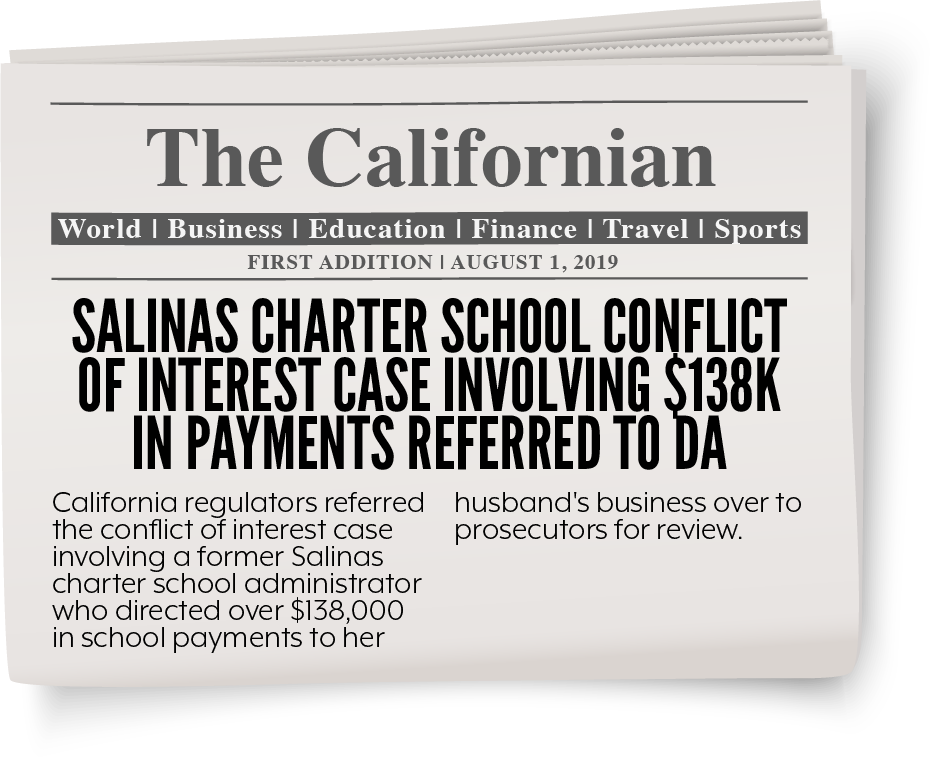 The Californian
World | Business | Education | Finance | Travel | Sports
FIRST ADDITION | AUGUST 1, 2019
SALINAS CHARTER SCHOOL CONFLICT
OF INTEREST CASE INVOLVING $138K
IN PAYMENTS REFERRED TO DA
California regulators referred
the conflict of interest case
involving a former Salinas
charter school administrator
who directed over $138,000
in school payments to her
husband's business over to
prosecutors for review.